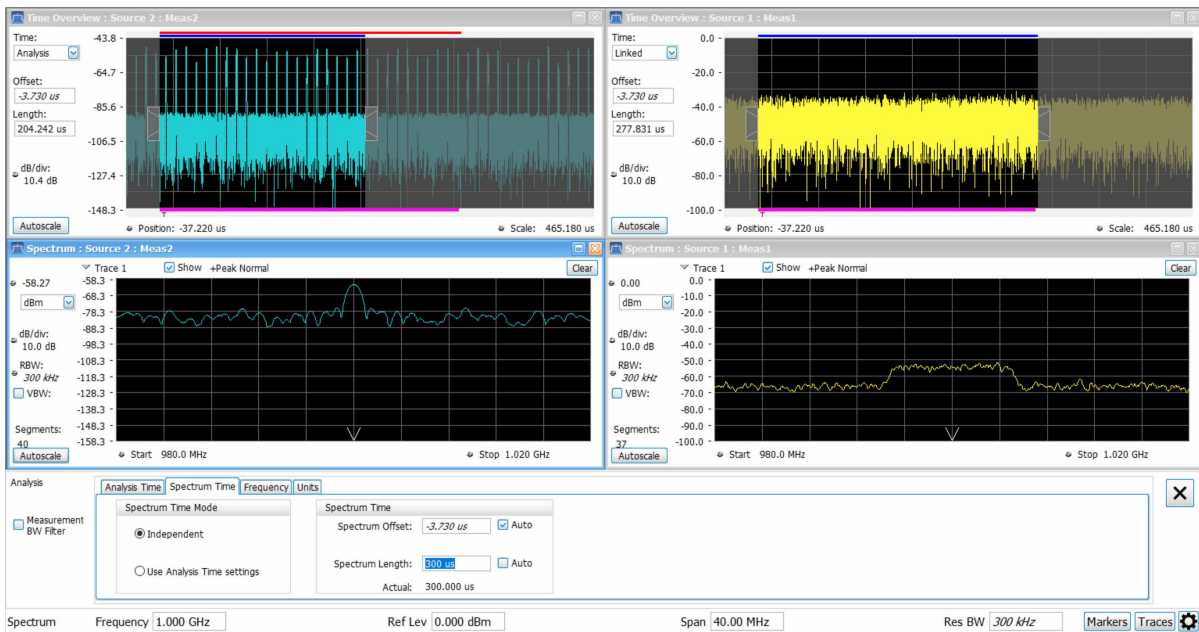 Time Overview : Source 2 : Meas2
Time:
Analysis
Offset:
-3.730 us
Length:
204.242 us
dB/div:
10.4 dB
Autoscale
-43.8
-64.7
-85.6
-106.5
-127.4
-148.3
Position: -37.220 us
Scale: 465.180 us
Time Overview : Source 1 : Meas1
Time:
Linked
Offset:
-3.730 us
Length:
277.831 us
dB/div:
10.0 dB
Autoscale
0.0
-20.0
-40.0
-60.0
-80.0
-100.0
Position: -37.220 us
Scale: 465.180 us
Spectrum : Source 2 : Meas2
Trace 1
Show
+Peak Normal
Clear
-58.27
dBm
dB/div:
10.0 dB
RBW:
300 kHz
VBW:
Segments:
40
Autoscale
-58.3
-68.3
-78.3
-88.3
-98.3
-108.3
-118.3
-128.3
-138.3
-148.3
-158.3
Start 980.0 MHz
Stop 1.020 GHz
Spectrum : Source 1 : Meas1
Trace 1
Show
+Peak Normal
Clear
0.00
dBm
dB/div:
10.0 dB
RBW:
300 kHz
VBW:
Segments:
37
Autoscale
0.0
-10.0
-20.0
-30.0
-40.0
-50.0
-60.0
-70.0
-80.0
-90.0
-100.0
Start 980.0 MHz
Stop 1.020 GHz
Analysis
Measurement
BW Filter
Analysis Time
Spectrum Time
Frequency
Units
Spectrum Time Mode
Independent
Use Analysis Time settings
Spectrum Time
Spectrum Offset: -3.730 us Auto
Spectrum Length: 300 us Auto
Actual: 300.000 us
Spectrum
Frequency 1.000 GHz
Ref Lev 0.000 dBm
Span 40.00 MHz
Res BW 300 kHz
Markers
Traces